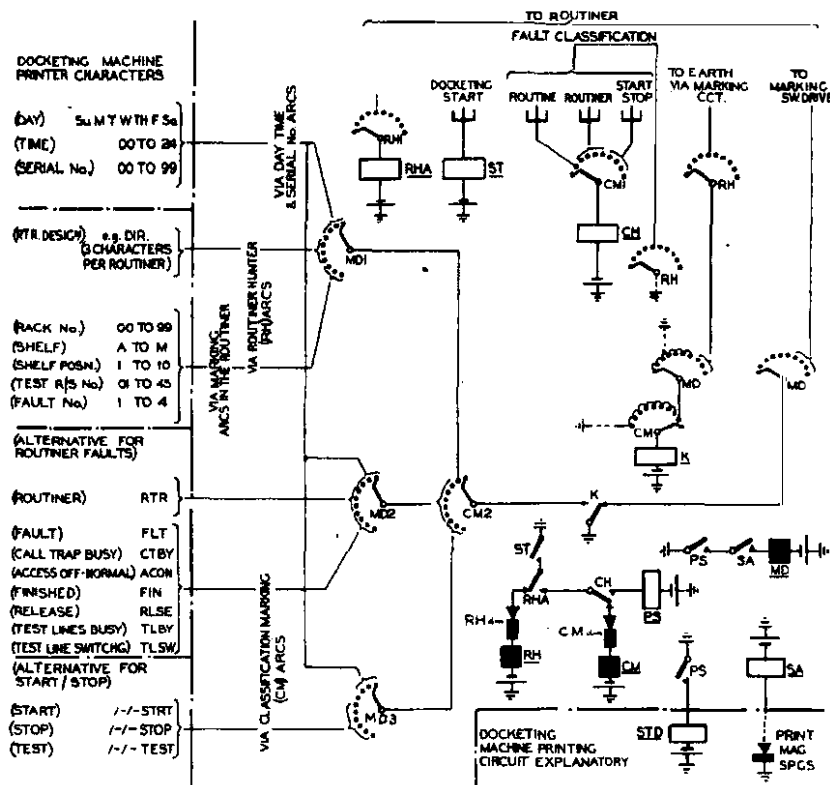 TO ROUTINER
FAULT CLASSIFICATION
DOCKETING MACHINE
PRINTER CHARACTERS
DOCKETING
START
ROUTINE
ROUTINER
START
STOP
TO EARTH
VIA MARKING
CCT.
TO
MARKING
SW.DRIVE
(DAY) Su M T W TH F Sa
(TIME) 00 TO 24
(SERIAL No.) 00 TO 99
VIA DAY TIME
& SERIAL No. ARCS
RHI
RHA
ST
CM1
CH
RH
RH
(RTR. DESIGN) e.g. DIR.
(3 CHARACTERS
PER ROUTINER)
MD1
VIA MARKING
ARCS IN THE ROUTINER
VIA ROUTINER HUNTER
(RH) ARCS
(RACK No.) 00 TO 99
(SHELF) A TO M
(SHELF POSN.) 1 TO 10
(TEST R/S No.) 01 TO 45
(FAULT No.) 1 TO 4
MD
MD
CM
K
(ALTERNATIVE FOR
ROUTINER FAULTS)
(ROUTINER) RTR
MD2
CM2
K
(FAULT) FLT
(CALL TRAP BUSY) CTBY
(ACCESS OFF-NORMAL) ACON
(FINISHED) FIN
(RELEASE) RLSE
(TEST LINES BUSY) TLBY
(TEST LINE SWITCHG) TLSW
ST
RHA
CH
PS
PS
SA
MD
RH
RH
CM
CM
PS
SA
VIA CLASSIFICATION MARKING
(CM) ARCS
(ALTERNATIVE FOR
START / STOP)
(START) /-/-STRT
(STOP) /-/-STOP
(TEST) /-/-TEST
MD3
DOCKETING
MACHINE PRINTING
CIRCUIT EXPLANATORY
STD
PRINT
MAG
SPGS